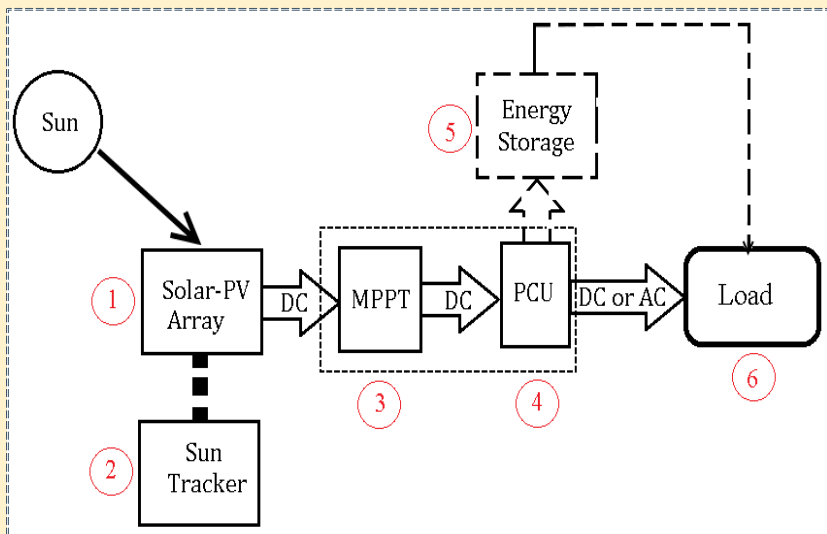 Sun
Energy
Storage
5
1
Solar-PV
Array
DC
MPPT
DC
PCU
DC or AC
Load
3
4
6
2
Sun
Tracker